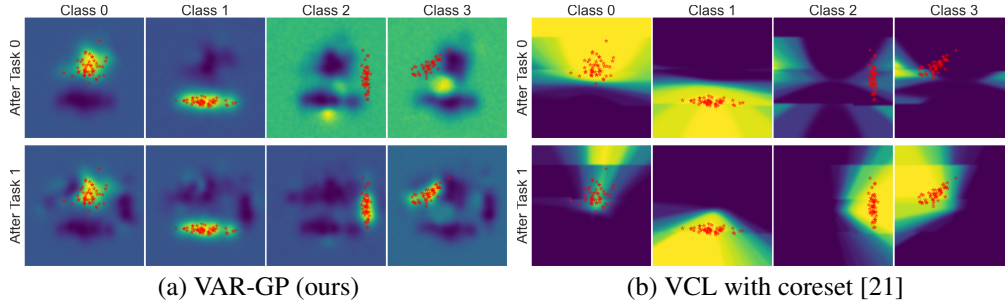 Class 0 Class 1 Class 2 Class 3 Class 0 Class 1 Class 2 Class 3
After Task 0 After Task 0
After Task 1 After Task 1
(a) VAR-GP (ours) (b) VCL with coreset [21]